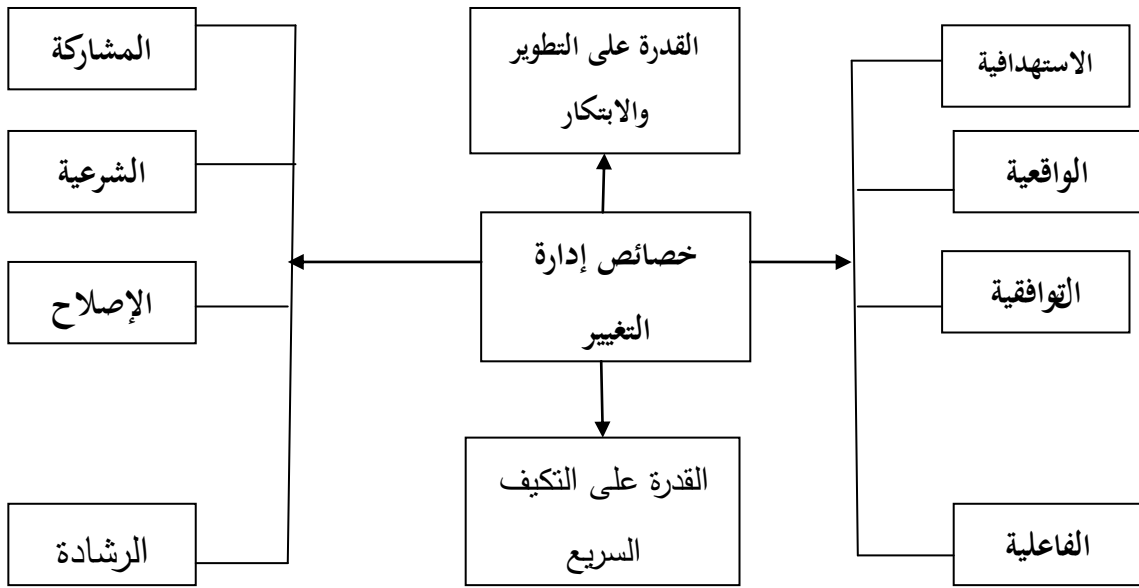 الاستهدافية
القدرة على التطوير
والابتكار
المشاركة
الواقعية
الشرعية
خصائص إدارة
التغيير
التوافقية
الإصلاح
القدرة على التكيف
السريع
الفاعلية
الرشادة